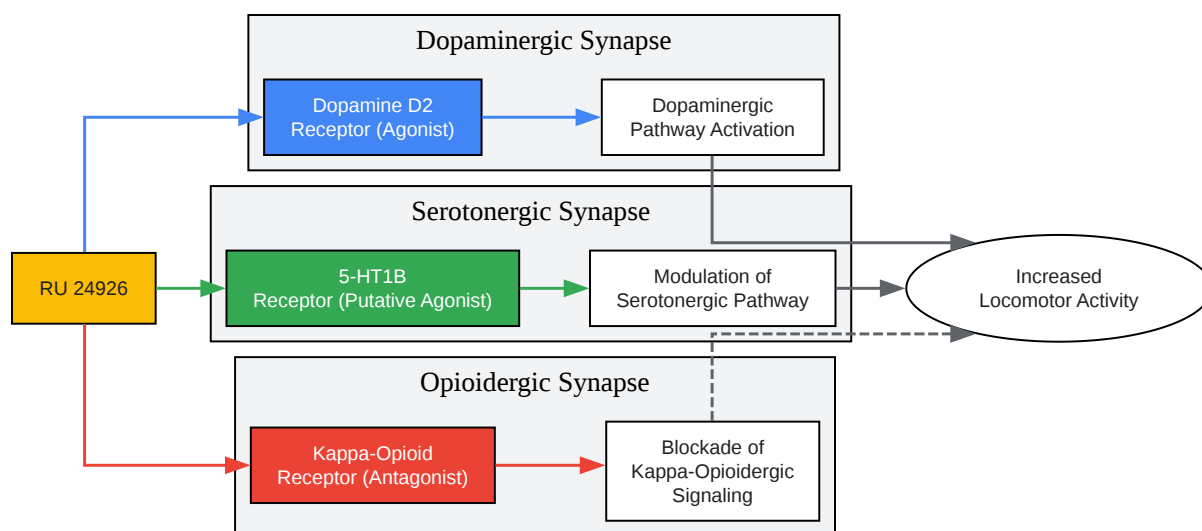 Dopaminergic Synapse
Dopamine D2
Receptor (Agonist)
Dopaminergic
Pathway Activation
Serotonergic Synapse
RU 24926
5-HT1B
Receptor (Putative Agonist)
Modulation of
Serotonergic Pathway
Increased
Locomotor Activity
Opioidergic Synapse
Kappa-Opioid
Receptor (Antagonist)
Blockade of
Kappa-Opioidergic
Signaling